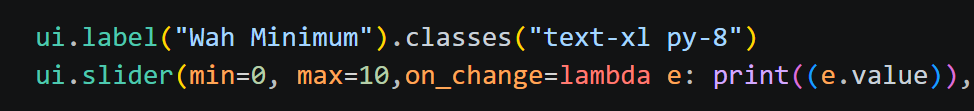 ui.label("Wah Minimum").classes("text-xl py-8")
ui.slider(min=0, max=10,on_change=lambda e: print((e.value)),